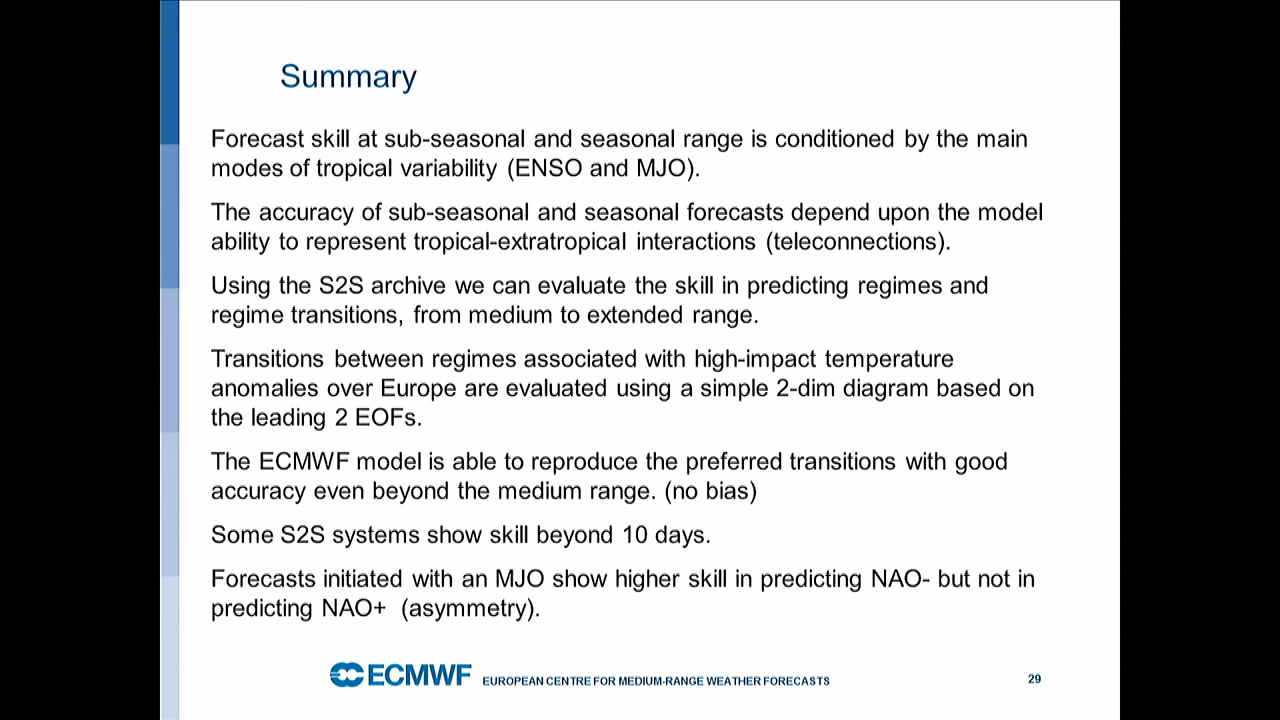 Summary
Forecast skill at sub-seasonal and seasonal range is conditioned by the main
modes of tropical variability (ENSO and MJO).
The accuracy of sub-seasonal and seasonal forecasts depend upon the model
ability to represent tropical-extratropical interactions (teleconnections).
Using the S2S archive we can evaluate the skill in predicting regimes and
regime transitions, from medium to extended range.
Transitions between regimes associated with high-impact temperature
anomalies over Europe are evaluated using a simple 2-dim diagram based on
the leading 2 EOFs.
The ECMWF model is able to reproduce the preferred transitions with good
accuracy even beyond the medium range. (no bias)
Some S2S systems show skill beyond 10 days.
Forecasts initiated with an MJO show higher skill in predicting NAO- but not in
predicting NAO+ (asymmetry).
ECMWF EUROPEAN CENTRE FOR MEDIUM-RANGE WEATHER FORECASTS 29